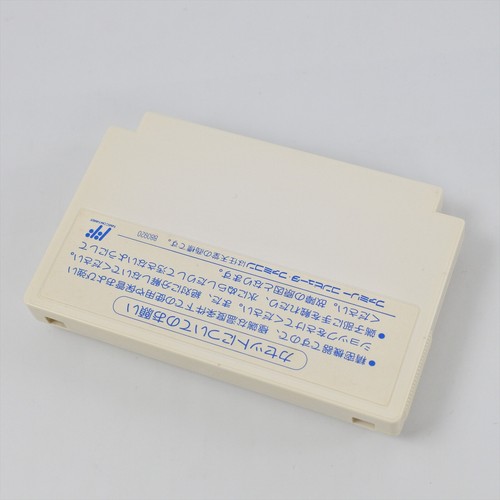 カセットについてのお願い
●精密機器ですので、極端な温度条件下での使用や保管および強い
ショックをさけてください。また、絶対に分解しないでください。
●端子部に手を触れたり、水にぬらしたりして汚さないようにして
ください。故障の原因となります。
ファミリーコンピュータ ファミコンは任天堂の商標です。
880920